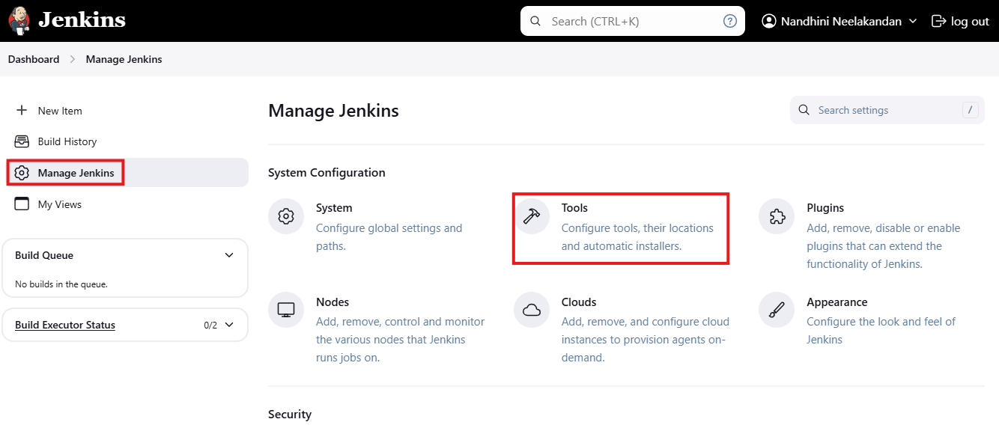 Jenkins
Search (CTRL+K)
?
Nandhini Neelakandan
log out
Dashboard
Manage Jenkins
New Item
Build History
Manage Jenkins
My Views
Build Queue
No builds in the queue.
Build Executor Status
0/2
Manage Jenkins
Search settings
/
System Configuration
System
Configure global settings and
paths.
Tools
Configure tools, their locations
and automatic installers.
Plugins
Add, remove, disable or enable
plugins that can extend the
functionality of Jenkins.
Nodes
Add, remove, control and monitor
the various nodes that Jenkins
runs jobs on.
Clouds
Add, remove, and configure cloud
instances to provision agents on-
demand.
Appearance
Configure the look and feel of
Jenkins
Security